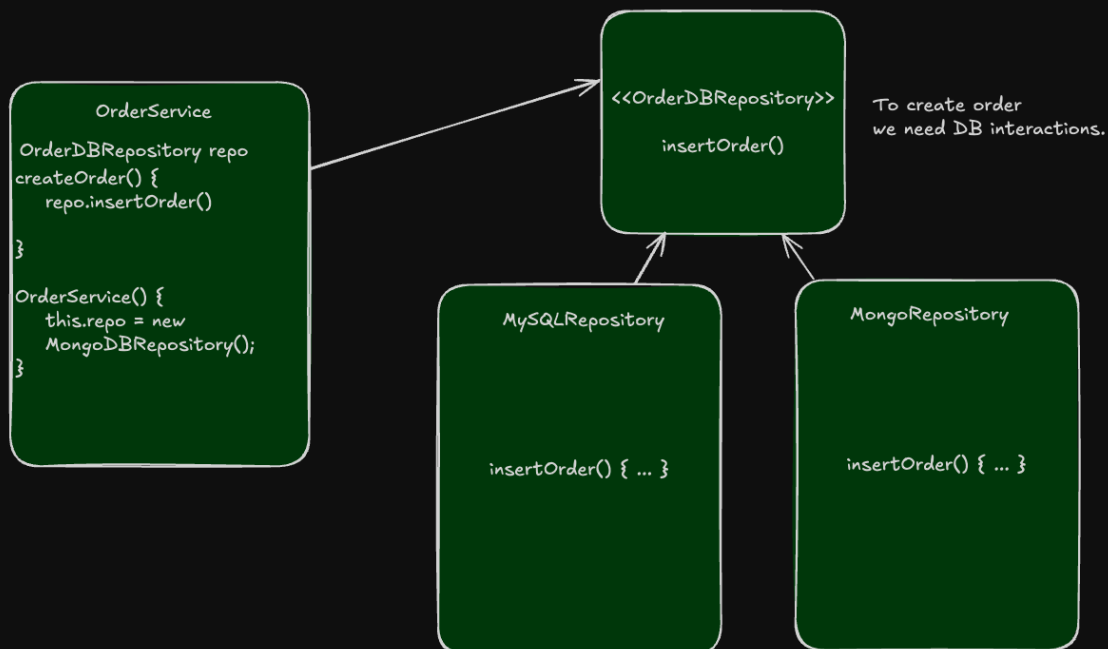 OrderService
OrderDBRepository repo
createOrder() {
repo.insertOrder()
}
OrderService() {
this.repo = new
MongoDBRepository();
}
<<OrderDBRepository>>
insertOrder()
To create order
we need DB interactions.
MySQLRepository
insertOrder() { ... }
MongoRepository
insertOrder() { ... }